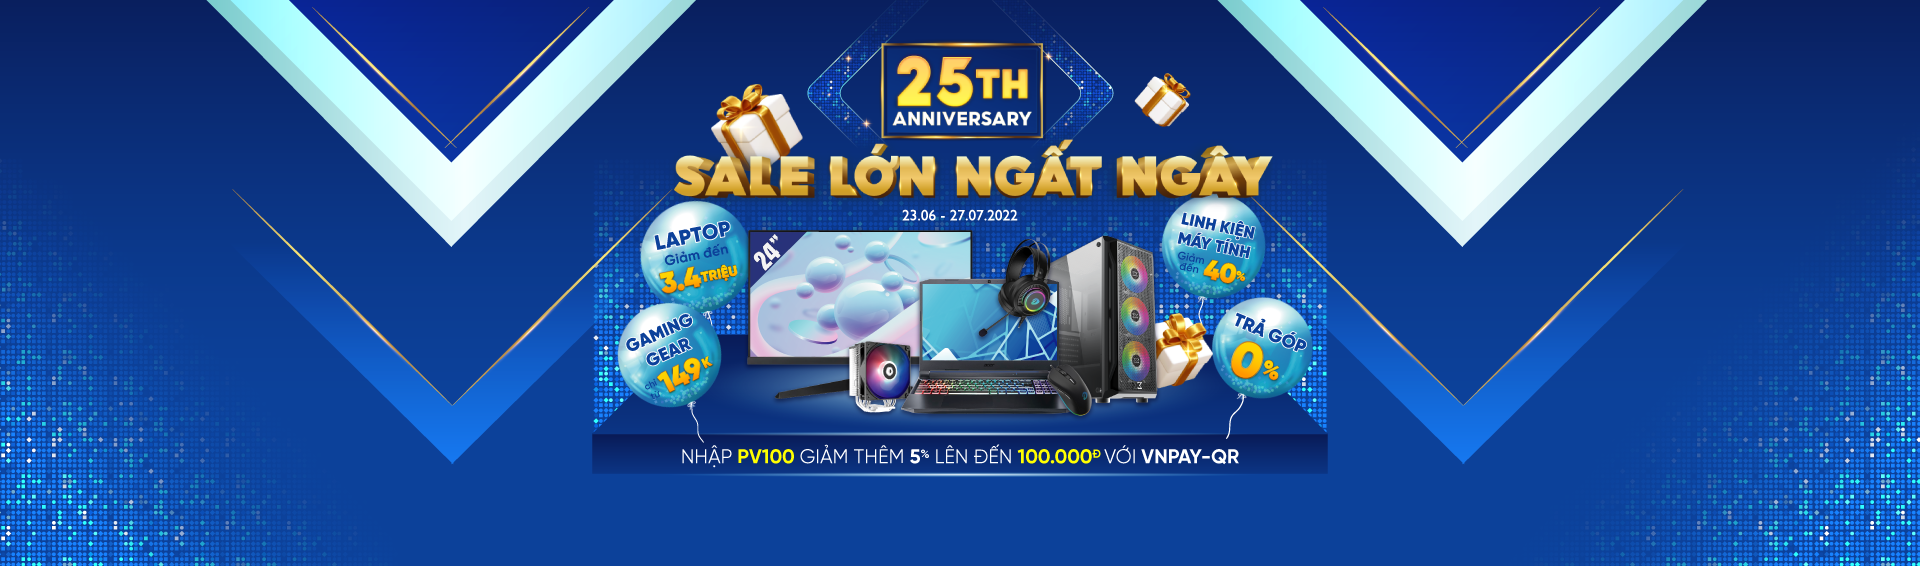 25TH
ANNIVERSARY
SALE LỚN NGẤT NGÂY
23.06 - 27.07.2022
LAPTOP
Giảm đến
3.4 TRIỆU
24"
LINH KIỆN
MÁY TÍNH
Giảm
đến 40%
GAMING
GEAR
chỉ
từ 149K
TRẢ GÓP
0%
NHẬP PV100 GIẢM THÊM 5% LÊN ĐẾN 100.000Đ VỚI VNPAY-QR